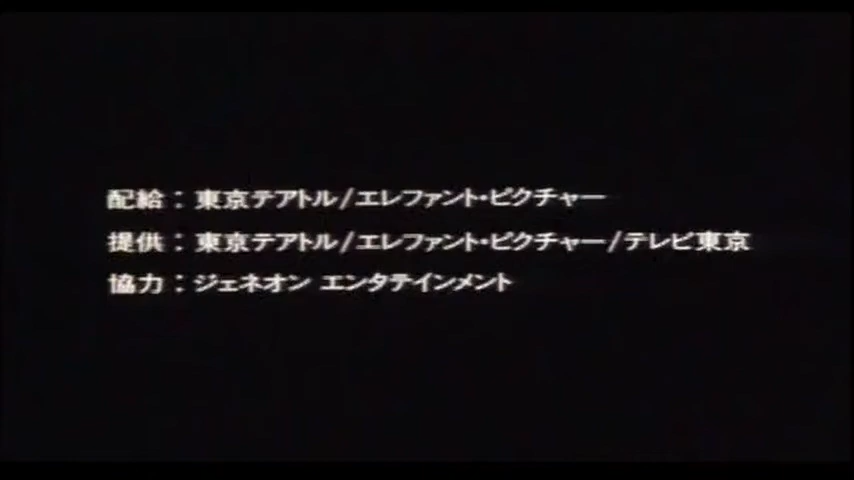 配給：東京テアトル/エレファント・ピクチャー
提供：東京テアトル/エレファント・ピクチャー/テレビ東京
協力：ジェネオン エンタテインメント